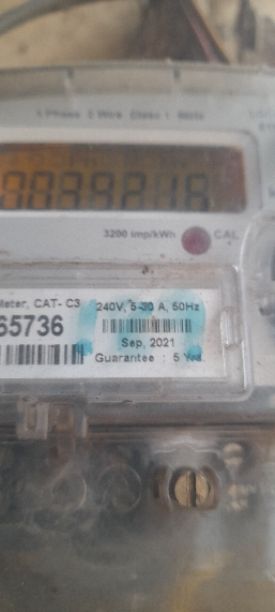 1 Phase 2 Wire Class 1
3200 imp/kWh
CAL
Meter, CAT- C3
240V, 5-30 A, 50Hz
65736
Sep, 2021
Guarantee : 5 Yrs